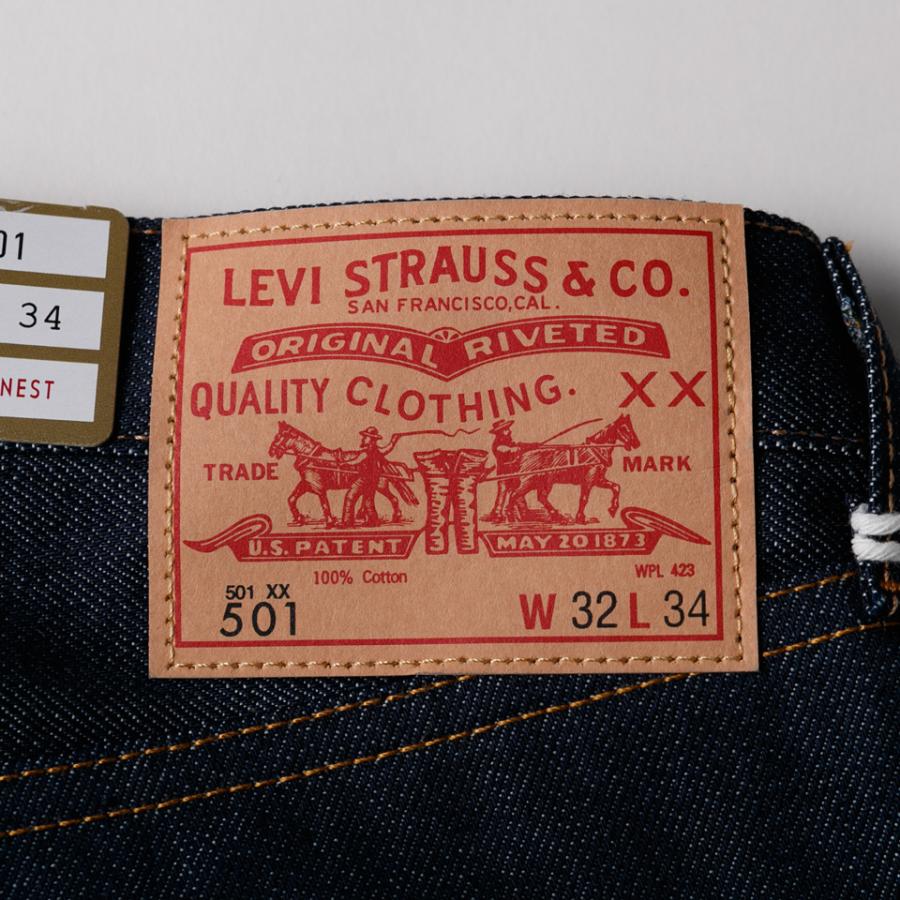 01
34
NEST
LEVI STRAUSS & CO.
SAN FRANCISCO, CAL.
ORIGINAL RIVETED
QUALITY CLOTHING. XX
TRADE MARK
U.S. PATENT MAY 20 1873
100% Cotton WPL 423
501 XX
501 W 32 L 34